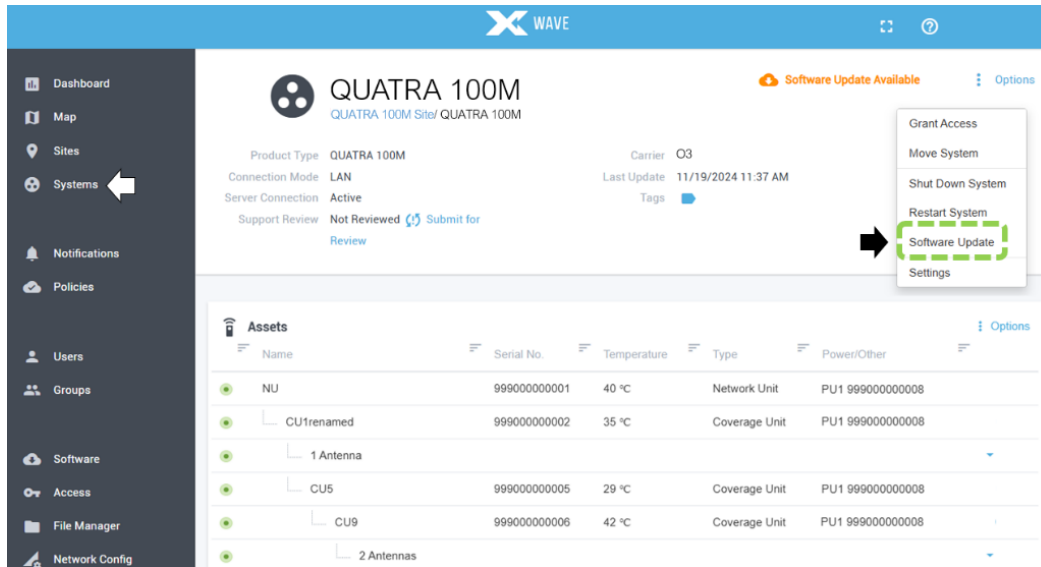 WAVE
Dashboard
Map
Sites
Systems
Notifications
Policies
Users
Groups
Software
Access
File Manager
Network Config
QUATRA 100M
QUATRA 100M Site/ QUATRA 100M
Software Update Available
Options
Product Type QUATRA 100M
Connection Mode LAN
Server Connection Active
Support Review Not Reviewed Submit for
Review
Carrier O3
Last Update 11/19/2024 11:37 AM
Tags
Grant Access
Move System
Shut Down System
Restart System
Software Update
Settings
Assets
Options
Name Serial No. Temperature Type Power/Other
NU 999000000001 40 ºC Network Unit PU1 999000000008
CU1renamed 999000000002 35 ºC Coverage Unit PU1 999000000008
1 Antenna
CU5 999000000005 29 ºC Coverage Unit PU1 999000000008
CU9 999000000006 42 ºC Coverage Unit PU1 999000000008
2 Antennas